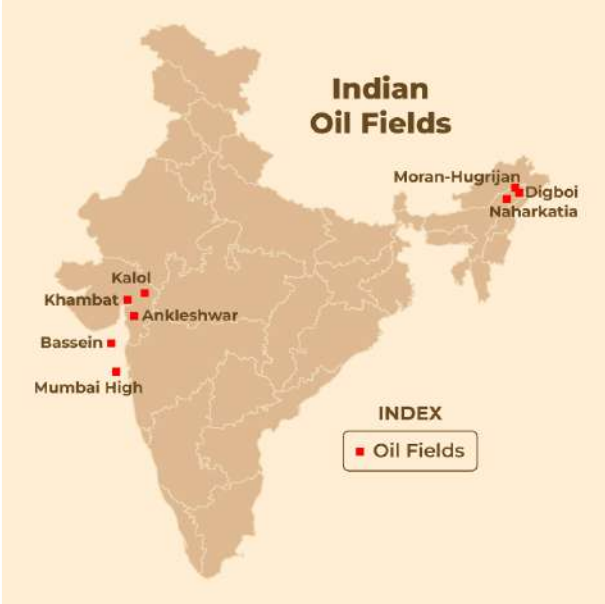 Indian
Oil Fields
Moran-Hugrijan
Digboi
Naharkatia
Kalol
Khambat
Ankleshwar
Bassein
Mumbai High
INDEX
Oil Fields